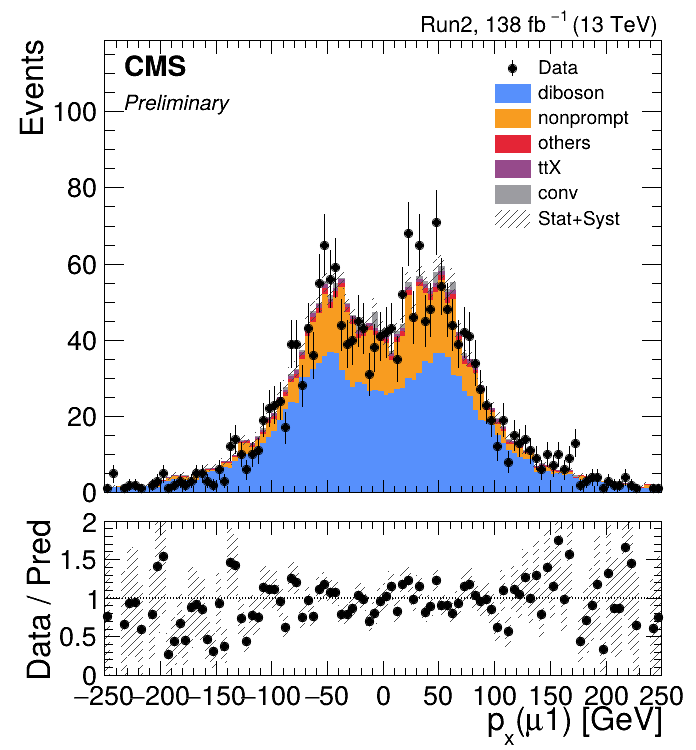 Run2, 138 fb⁻¹ (13 TeV)
CMS
Preliminary
Events
Data
diboson
nonprompt
others
ttX
conv
Stat+Syst
100
80
60
40
20
0
Data / Pred
2
1.5
1
0.5
0
−250 −200 −150 −100 −50 0 50 100 150 200 250
pₓ(μ1) [GeV]